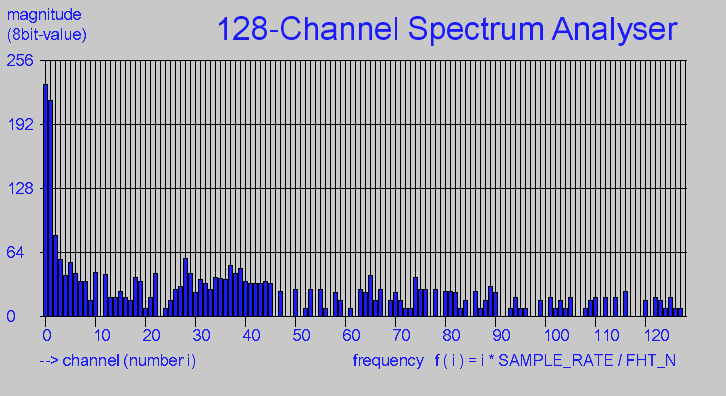 magnitude
(8bit-value)
128-Channel Spectrum Analyser
256
192
128
64
0
0 10 20 30 40 50 60 70 80 90 100 110 120
--> channel (number i)
frequency f ( i ) = i * SAMPLE_RATE / FHT_N